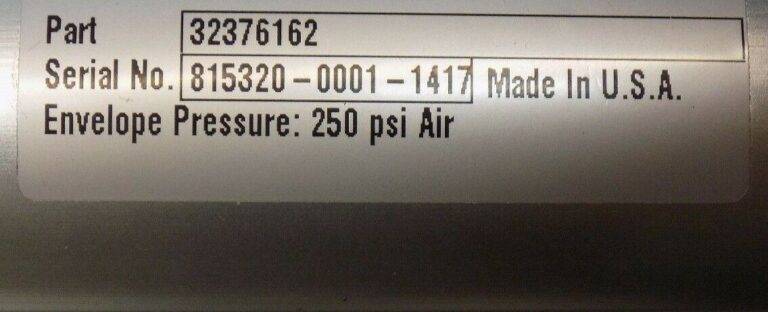 Part 32376162
Serial No. 815320-0001-1417 Made In U.S.A.
Envelope Pressure: 250 psi Air